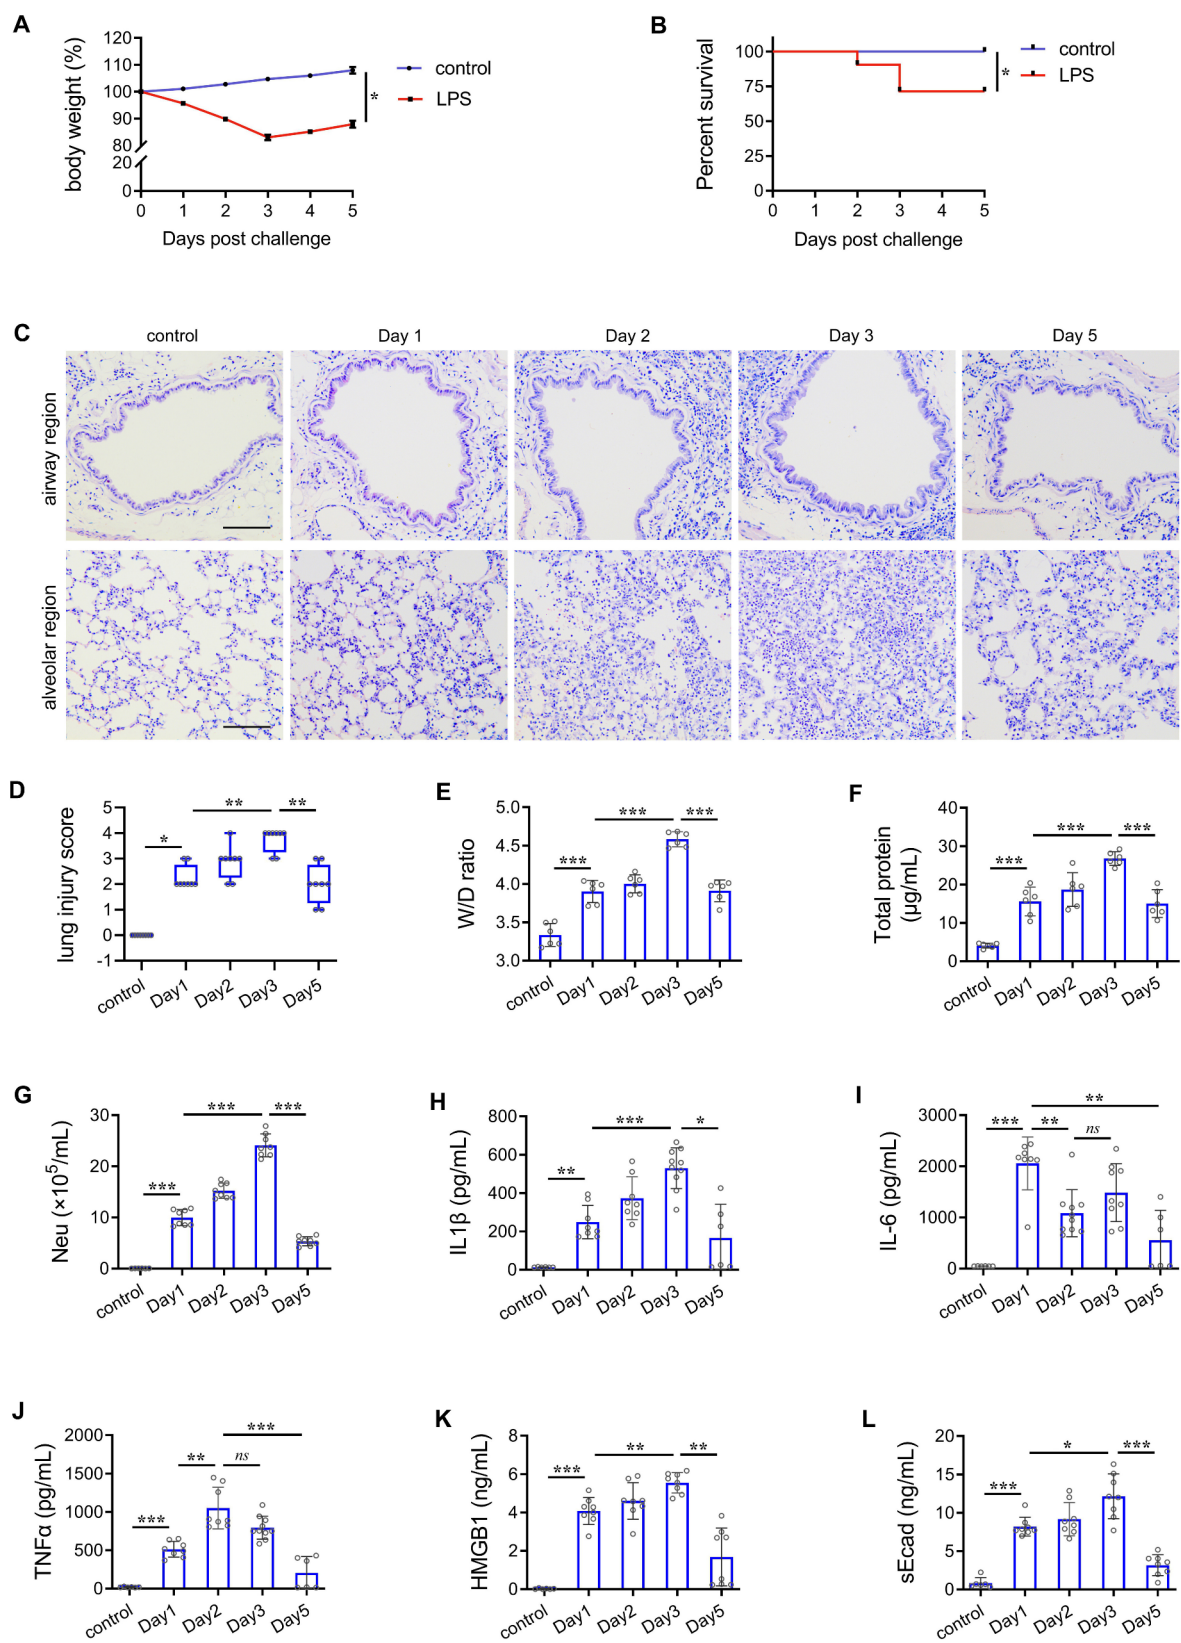 A
body weight (%)
120
110
100
90
80
20
0
0 1 2 3 4 5
Days post challenge
control
LPS
*
B
Percent survival
100
75
50
25
0
0 1 2 3 4 5
Days post challenge
control
LPS
*
C
control Day 1 Day 2 Day 3 Day 5
airway region
alveolar region
D
lung injury score
5
4
3
2
1
0
-1
* ** **
control Day1 Day2 Day3 Day5
E
W/D ratio
5.0
4.5
4.0
3.5
3.0
*** *** ***
control Day1 Day2 Day3 Day5
F
Total protein
(μg/mL)
40
30
20
10
0
*** *** ***
control Day1 Day2 Day3 Day5
G
Neu (×10⁵/mL)
30
20
10
0
*** *** ***
control Day1 Day2 Day3 Day5
H
IL1β (pg/mL)
800
600
400
200
0
** *** *
control Day1 Day2 Day3 Day5
I
IL-6 (pg/mL)
3000
2000
1000
0
**
*** ** ns
control Day1 Day2 Day3 Day5
J
TNFα (pg/mL)
2000
1500
1000
500
0
***
*** ** ns
control Day1 Day2 Day3 Day5
K
HMGB1 (ng/mL)
8
6
4
2
0
*** ** **
control Day1 Day2 Day3 Day5
L
sEcad (ng/mL)
20
15
10
5
0
*** * ***
control Day1 Day2 Day3 Day5